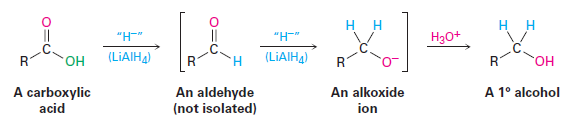 O
C
R
OH
"H–"
(LiAlH4)
O
C
R
H
"H–"
(LiAlH4)
H H
C
R
O–
H3O+
H H
C
R
OH
A carboxylic
acid
An aldehyde
(not isolated)
An alkoxide
ion
A 1° alcohol